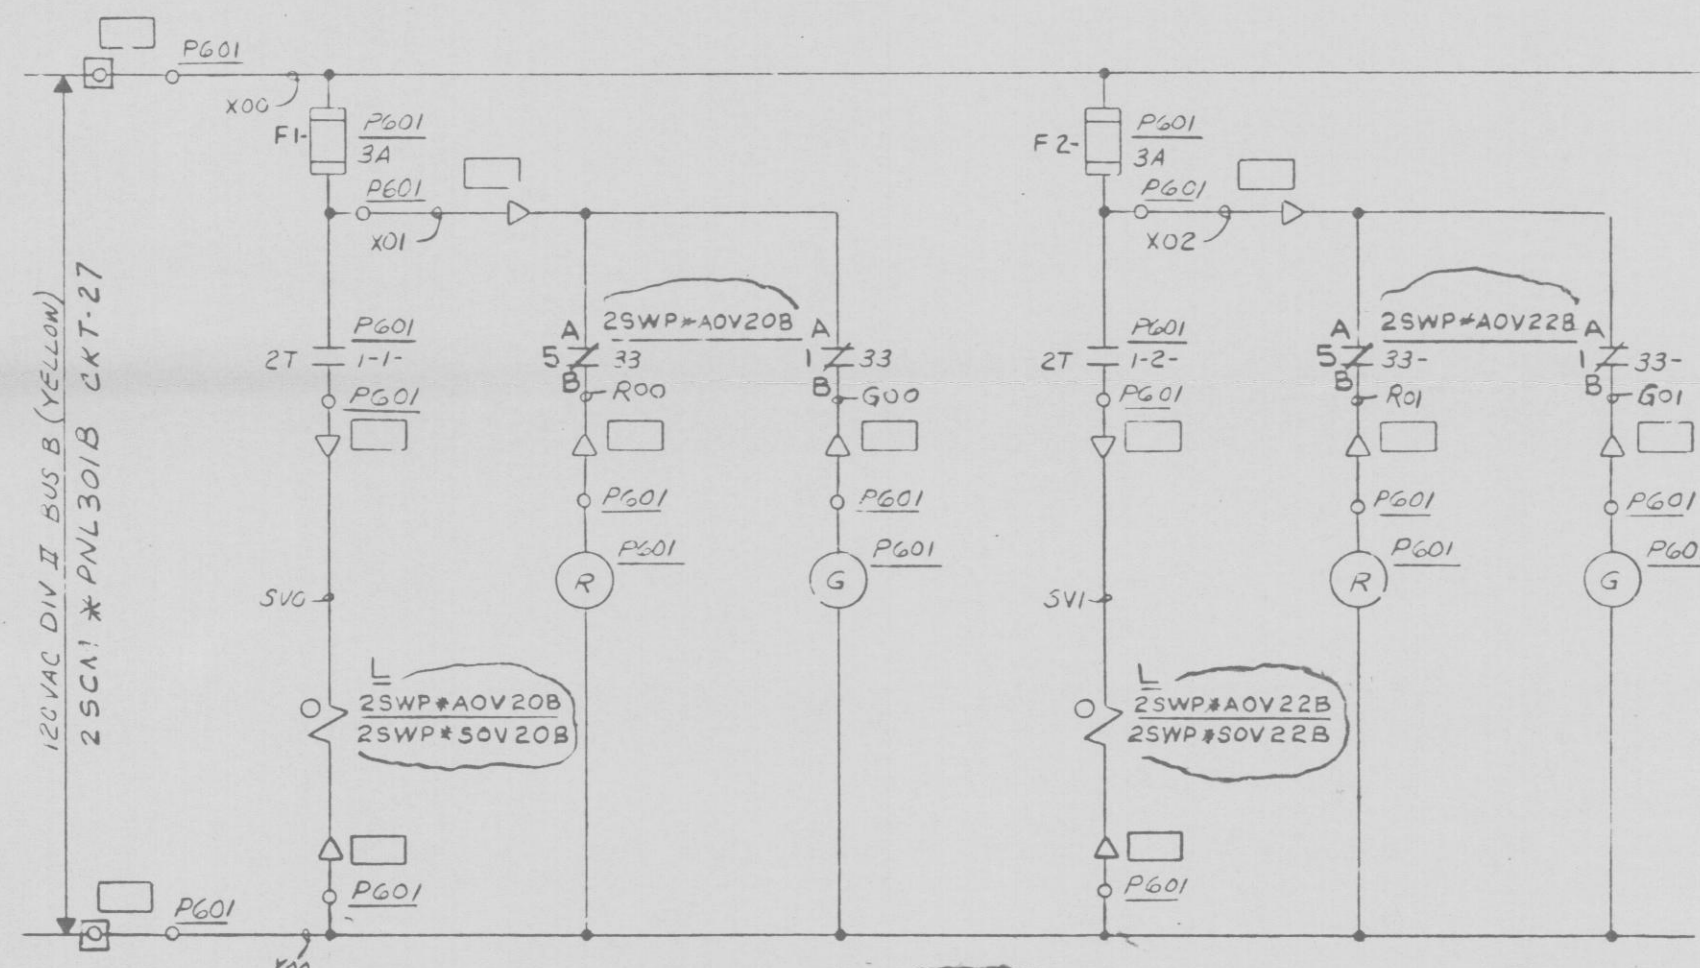 P601
X00
F1-
P601
3A
P601
X01
F2-
P601
3A
P601
X02
120VAC DIV II BUS B (YELLOW)
2SCA1*PNL301B CKT-27
2T
P601
1-1-
P601
2SWP*AOV20B
A
5
33
B
R00
A
1
33
B
G00
2T
P601
1-2-
P601
2SWP*AOV22B
A
5
33-
B
R01
A
1
33-
B
G01
P601
P601
P601
P601
P601
P601
P601
R
G
R
G
SV0
SV1
L
2SWP*AOV20B
2SWP*SOV20B
L
2SWP*AOV22B
2SWP*SOV22B
P601
P601
P601